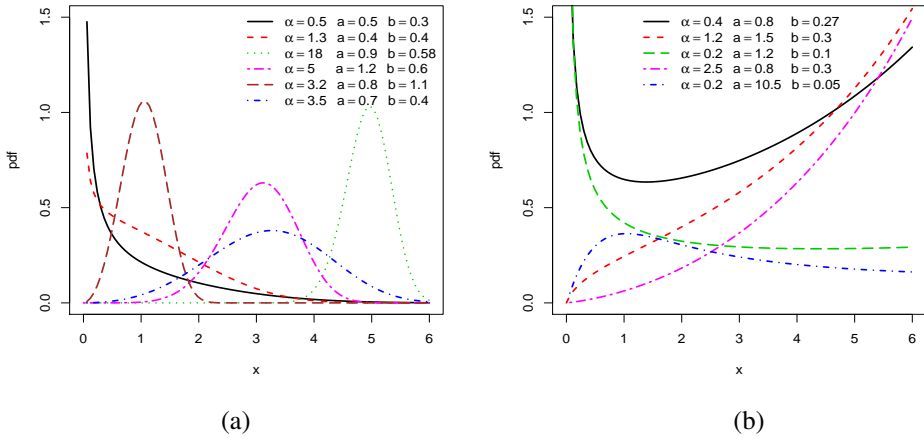 α = 0.5 a = 0.5 b = 0.3
α = 1.3 a = 0.4 b = 0.4
α = 18 a = 0.9 b = 0.58
α = 5 a = 1.2 b = 0.6
α = 3.2 a = 0.8 b = 1.1
α = 3.5 a = 0.7 b = 0.4
1.5
1.0
0.5
0.0
pdf
0 1 2 3 4 5 6
x
(a)
α = 0.4 a = 0.8 b = 0.27
α = 1.2 a = 1.5 b = 0.3
α = 0.2 a = 1.2 b = 0.1
α = 2.5 a = 0.8 b = 0.3
α = 0.2 a = 10.5 b = 0.05
1.5
1.0
0.5
0.0
pdf
0 1 2 3 4 5 6
x
(b)